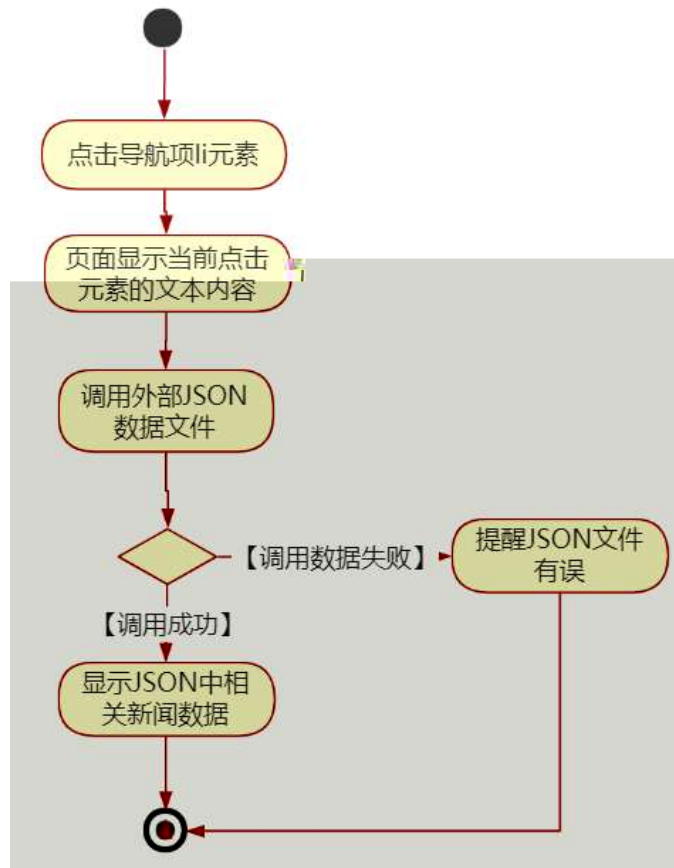 点击导航项li元素
页面显示当前点击
元素的文本内容
调用外部JSON
数据文件
【调用数据失败】
提醒JSON文件
有误
【调用成功】
显示JSON中相
关新闻数据